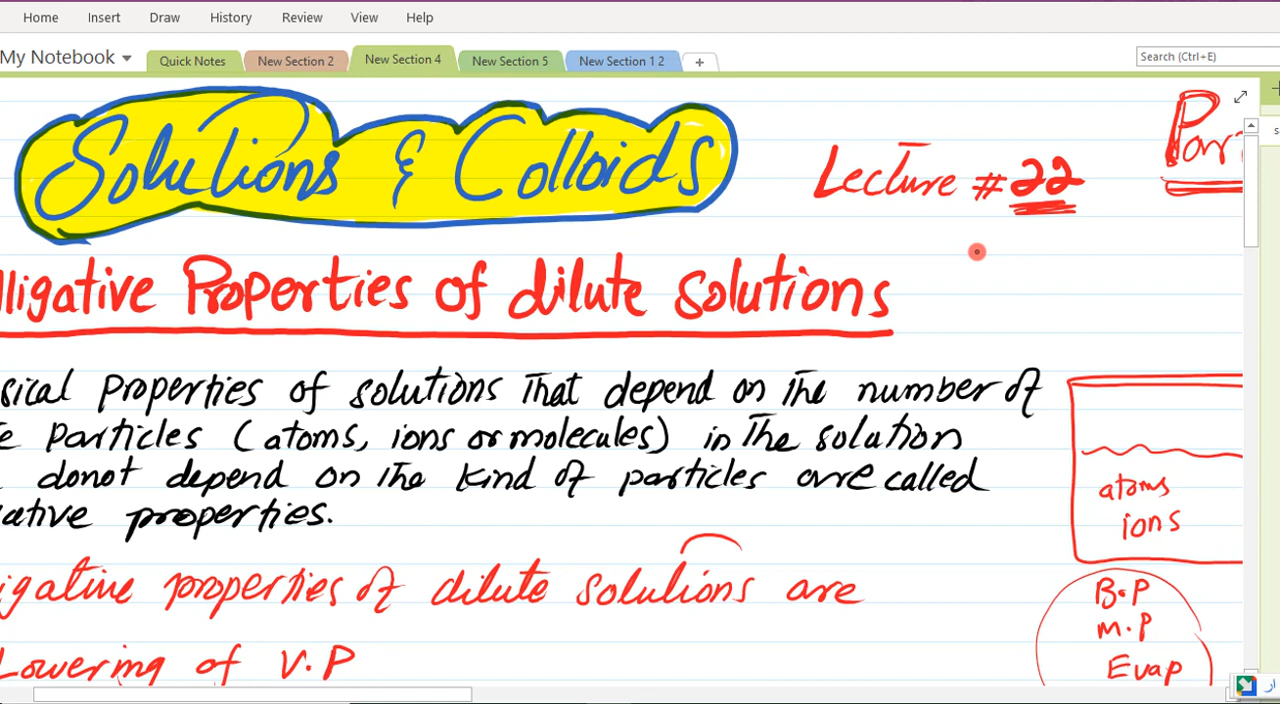 Home Insert Draw History Review View Help
My Notebook Quick Notes New Section 2 New Section 4 New Section 5 New Section 1 2 + Search (Ctrl+E)
Solutions & Colloids
Lecture # 22
Par
lligative Properties of dilute solutions
sical properties of solutions That depend on The number of
e particles (atoms, ions or molecules) in The solution
donot depend on The kind of particles are called
ative properties.
atoms
ions
igative properties of dilute solutions are
Lowering of V.P
B.P
M.P
Evap
ار